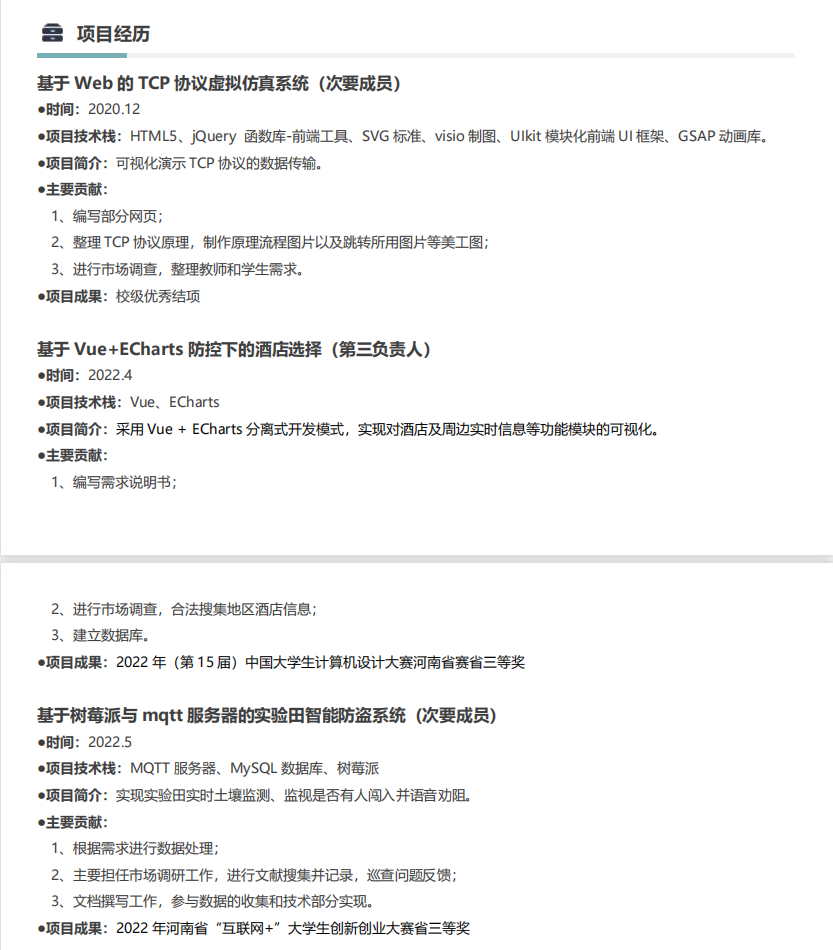 项目经历
基于 Web 的 TCP 协议虚拟仿真系统（次要成员）
●时间：2020.12
●项目技术栈：HTML5、jQuery 函数库-前端工具、SVG 标准、visio 制图、UIkit 模块化前端 UI 框架、GSAP 动画库。
●项目简介：可视化演示 TCP 协议的数据传输。
●主要贡献：
1、编写部分网页；
2、整理 TCP 协议原理，制作原理流程图片以及跳转所用图片等美工图；
3、进行市场调查，整理教师和学生需求。
●项目成果：校级优秀结项
基于 Vue+ECharts 防控下的酒店选择（第三负责人）
●时间：2022.4
●项目技术栈：Vue、ECharts
●项目简介：采用 Vue + ECharts 分离式开发模式，实现对酒店及周边实时信息等功能模块的可视化。
●主要贡献：
1、编写需求说明书；
2、进行市场调查，合法搜集地区酒店信息；
3、建立数据库。
●项目成果：2022 年（第 15 届）中国大学生计算机设计大赛河南省赛省三等奖
基于树莓派与 mqtt 服务器的实验田智能防盗系统（次要成员）
●时间：2022.5
●项目技术栈：MQTT 服务器、MySQL 数据库、树莓派
●项目简介：实现实验田实时土壤监测、监视是否有人闯入并语音劝阻。
●主要贡献：
1、根据需求进行数据处理；
2、主要担任市场调研工作，进行文献搜集并记录，巡查问题反馈；
3、文档撰写工作，参与数据的收集和技术部分实现。
●项目成果：2022 年河南省“互联网+”大学生创新创业大赛省三等奖